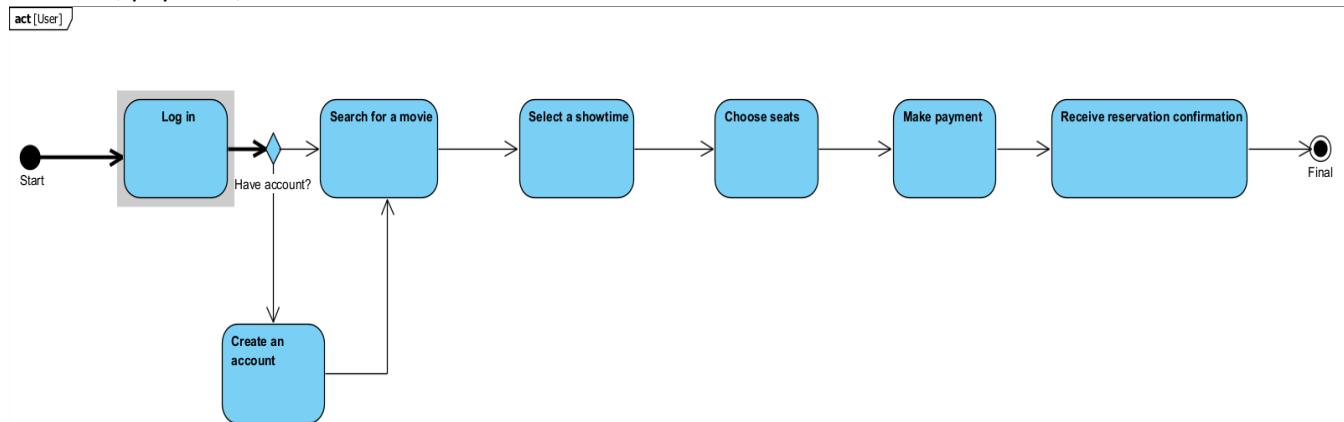 act [User]
Log in
Search for a movie
Select a showtime
Choose seats
Make payment
Receive reservation confirmation
Start
Have account?
Final
Create an
account